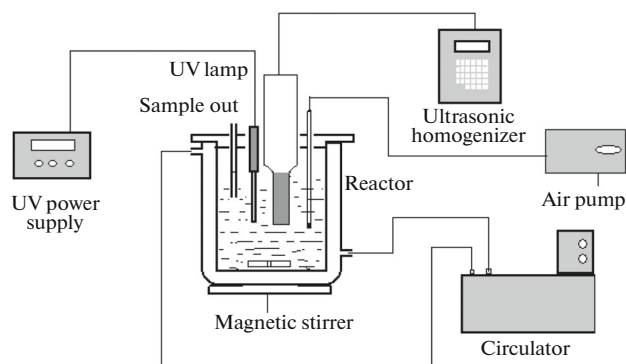 UV lamp
Sample out
Ultrasonic
homogenizer
UV power
supply
Reactor
Air pump
Magnetic stirrer
Circulator